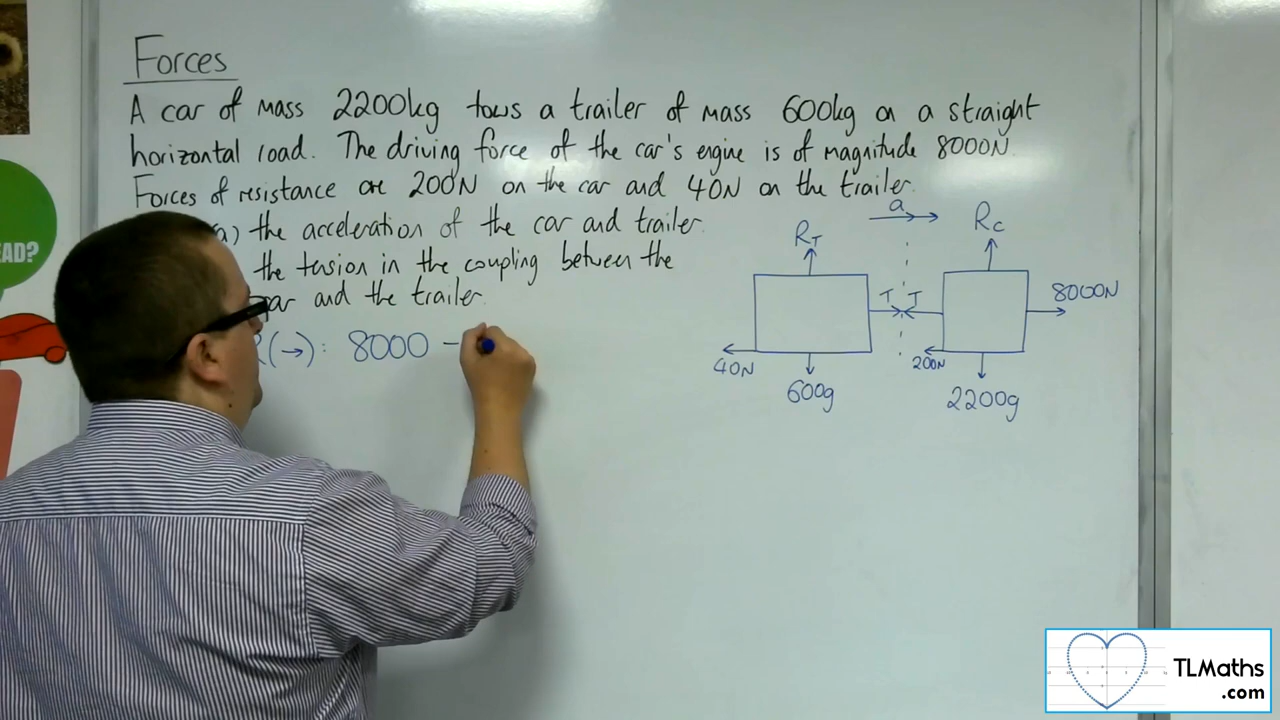 Forces
A car of mass 2200kg tows a trailer of mass 600kg on a straight
horizontal road. The driving force of the car's engine is of magnitude 8000N.
Forces of resistance are 200N on the car and 40N on the trailer.
a) the acceleration of the car and trailer.
the tension in the coupling between the
car and the trailer.
R(→): 8000 -
a
R_T
R_C
T
T
8000N
40N
200N
600g
2200g
EAD?
TLMaths
.com